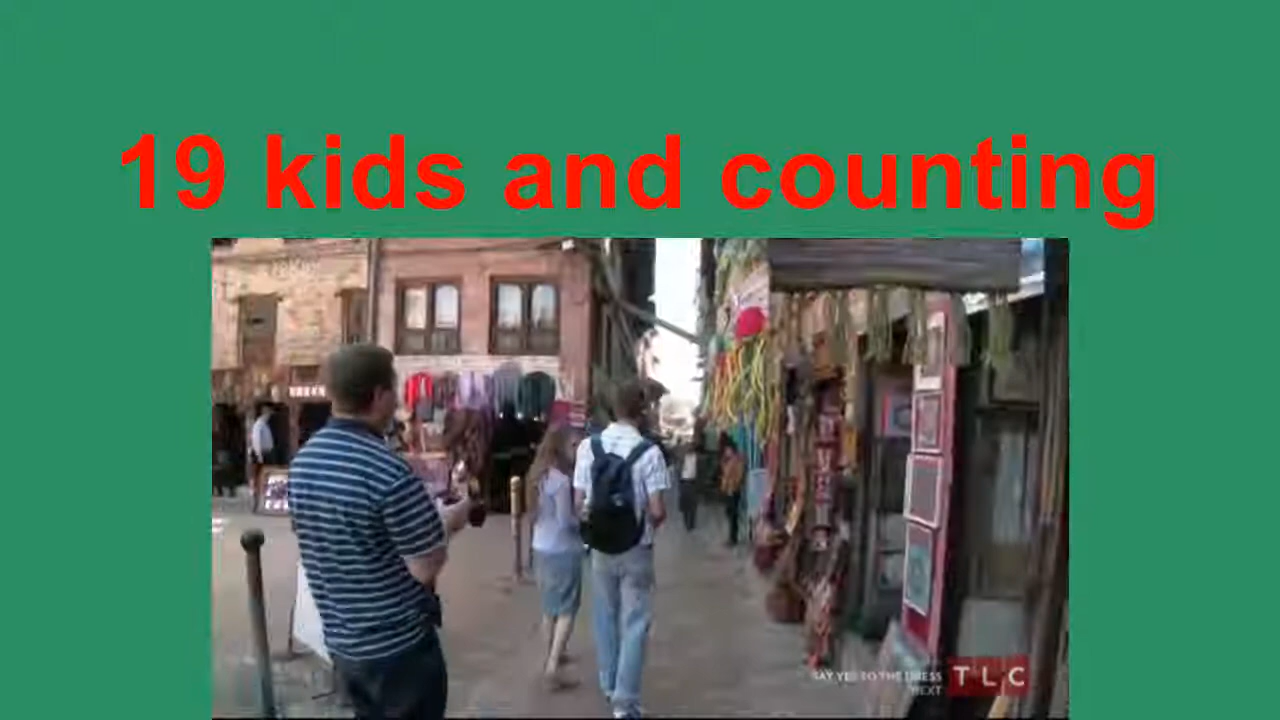 19 kids and counting
SAY YES TO THE DRESS
NEXT
TLC